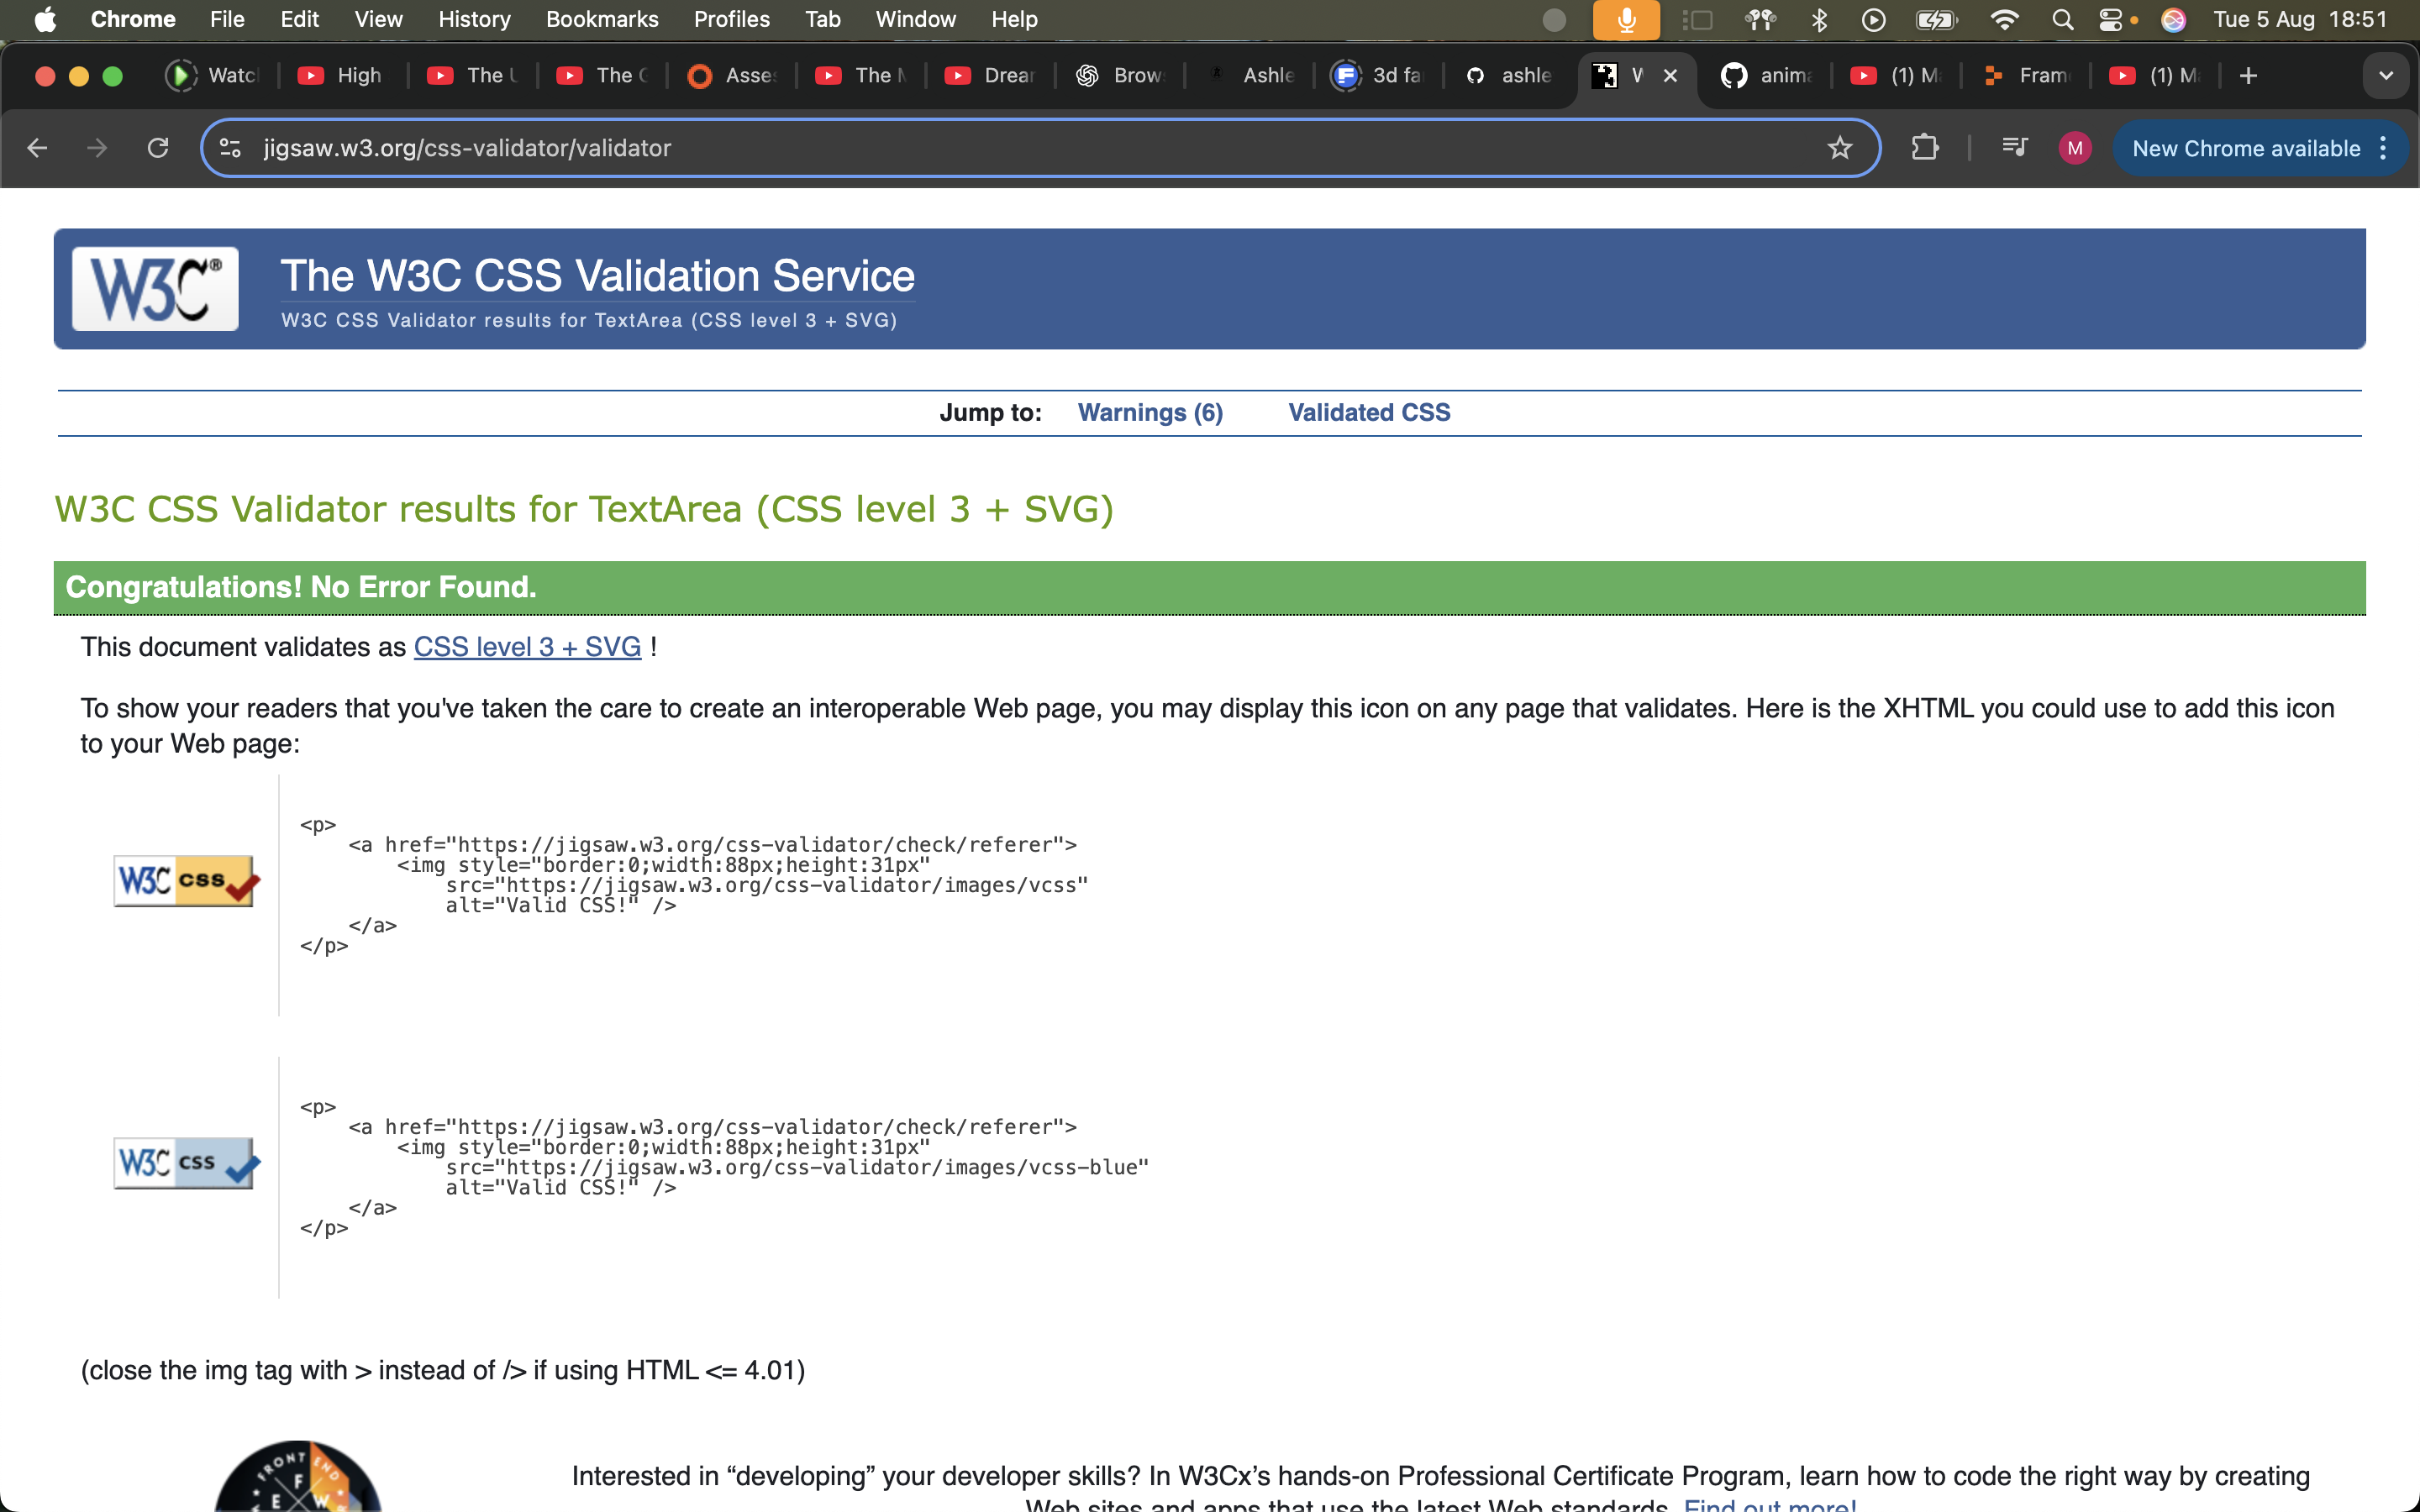 Chrome File Edit View History Bookmarks Profiles Tab Window Help Tue 5 Aug 18:51
High The The The Brow ashle Fram (1) M
jigsaw.w3.org/css-validator/validator M New Chrome available
W3C® The W3C CSS Validation Service
W3C CSS Validator results for TextArea (CSS level 3 + SVG)
Jump to: Warnings (6) Validated CSS
W3C CSS Validator results for TextArea (CSS level 3 + SVG)
Congratulations! No Error Found.
This document validates as CSS level 3 + SVG !
To show your readers that you've taken the care to create an interoperable Web page, you may display this icon on any page that validates. Here is the XHTML you could use to add this icon
to your Web page:
W3C css
<p>
<a href="https://jigsaw.w3.org/css-validator/check/referer">
<img style="border:0;width:88px;height:31px"
src="https://jigsaw.w3.org/css-validator/images/vcss"
alt="Valid CSS!" />
</a>
</p>
W3C css
<p>
<a href="https://jigsaw.w3.org/css-validator/check/referer">
<img style="border:0;width:88px;height:31px"
src="https://jigsaw.w3.org/css-validator/images/vcss-blue"
alt="Valid CSS!" />
</a>
</p>
(close the img tag with > instead of /> if using HTML <= 4.01)
FRONT END
F
E W
Interested in “developing” your developer skills? In W3Cx’s hands-on Professional Certificate Program, learn how to code the right way by creating
Web sites and apps that use the latest Web standards. Find out more!